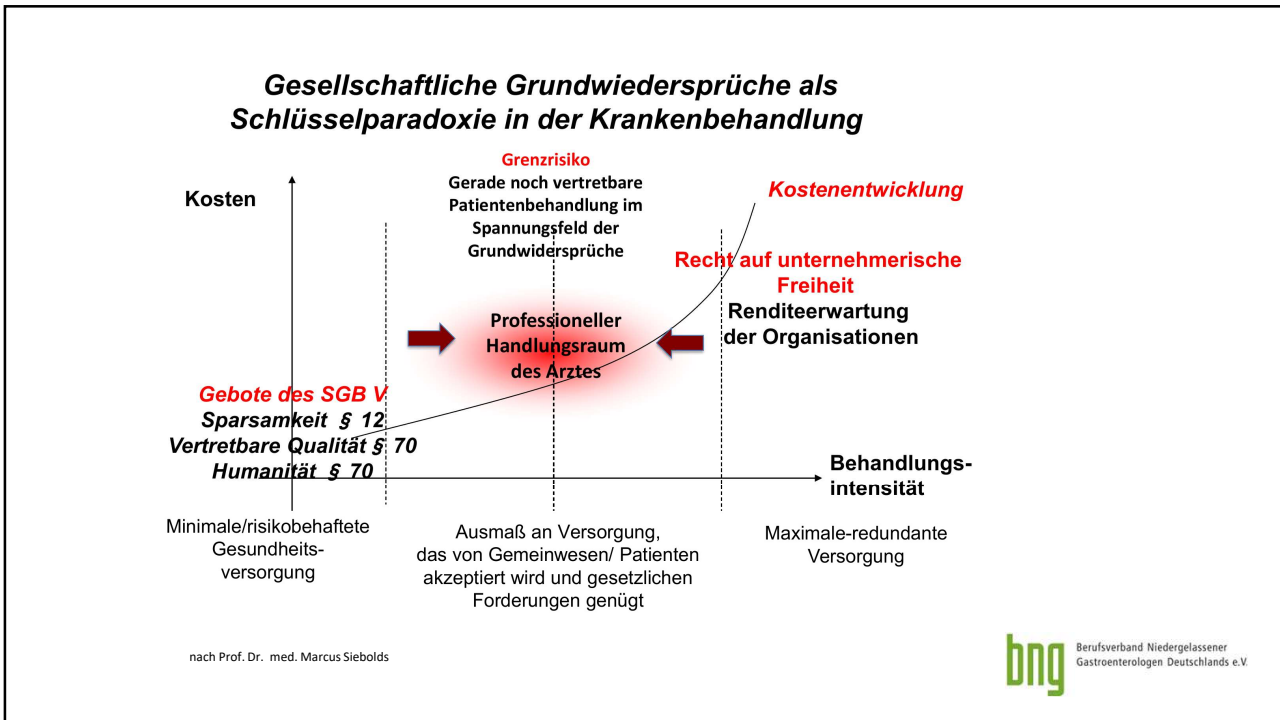 Gesellschaftliche Grundwiedersprüche als
Schlüsselparadoxie in der Krankenbehandlung
Kosten
Grenzrisiko
Gerade noch vertretbare
Patientenbehandlung im
Spannungsfeld der
Grundwidersprüche
Kostenentwicklung
Recht auf unternehmerische
Freiheit
Renditeerwartung
der Organisationen
Professioneller
Handlungsraum
des Arztes
Gebote des SGB V
Sparsamkeit § 12
Vertretbare Qualität § 70
Humanität § 70
Behandlungs-
intensität
Minimale/risikobehaftete
Gesundheits-
versorgung
Ausmaß an Versorgung,
das von Gemeinwesen/ Patienten
akzeptiert wird und gesetzlichen
Forderungen genügt
Maximale-redundante
Versorgung
nach Prof. Dr. med. Marcus Siebolds
bng
Berufsverband Niedergelassener
Gastroenterologen Deutschlands e.V.